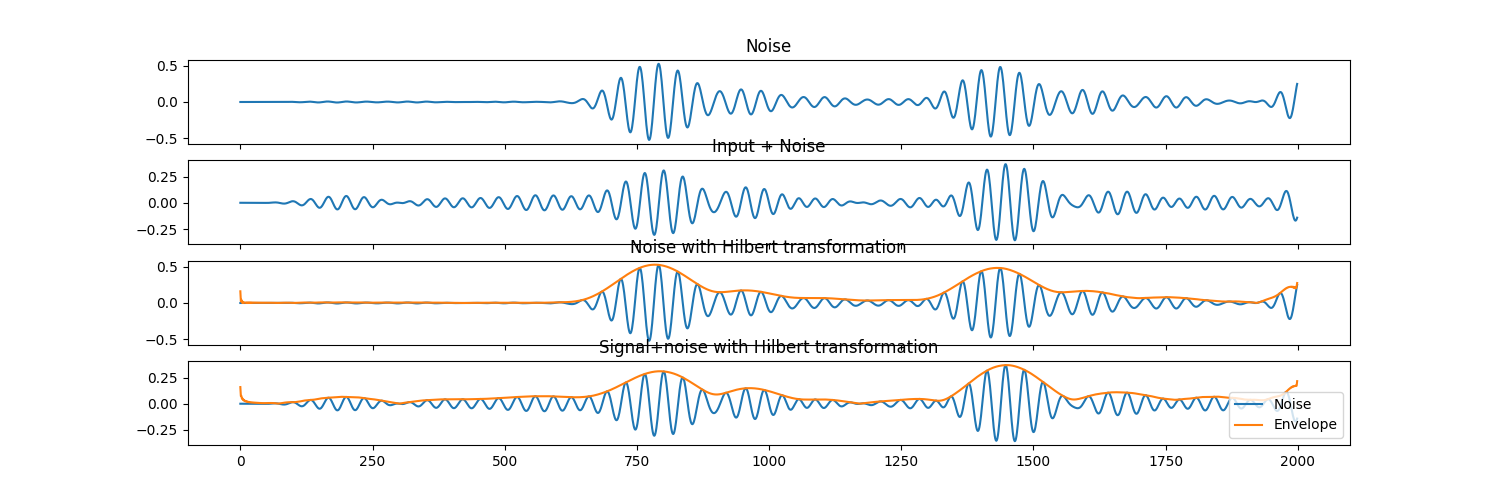 Noise
0.5
0.0
−0.5
Input + Noise
0.25
0.00
−0.25
Noise with Hilbert transformation
0.5
0.0
−0.5
Signal+noise with Hilbert transformation
0.25
0.00
−0.25
Noise
Envelope
0 250 500 750 1000 1250 1500 1750 2000